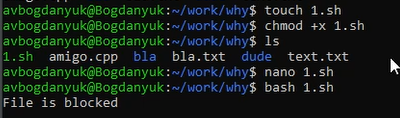 avbogdanyuk@Bogdanyuk:~/work/why$ touch 1.sh
avbogdanyuk@Bogdanyuk:~/work/why$ chmod +x 1.sh
avbogdanyuk@Bogdanyuk:~/work/why$ ls
1.sh amigo.cpp bla bla.txt dude text.txt
avbogdanyuk@Bogdanyuk:~/work/why$ nano 1.sh
avbogdanyuk@Bogdanyuk:~/work/why$ bash 1.sh
File is blocked